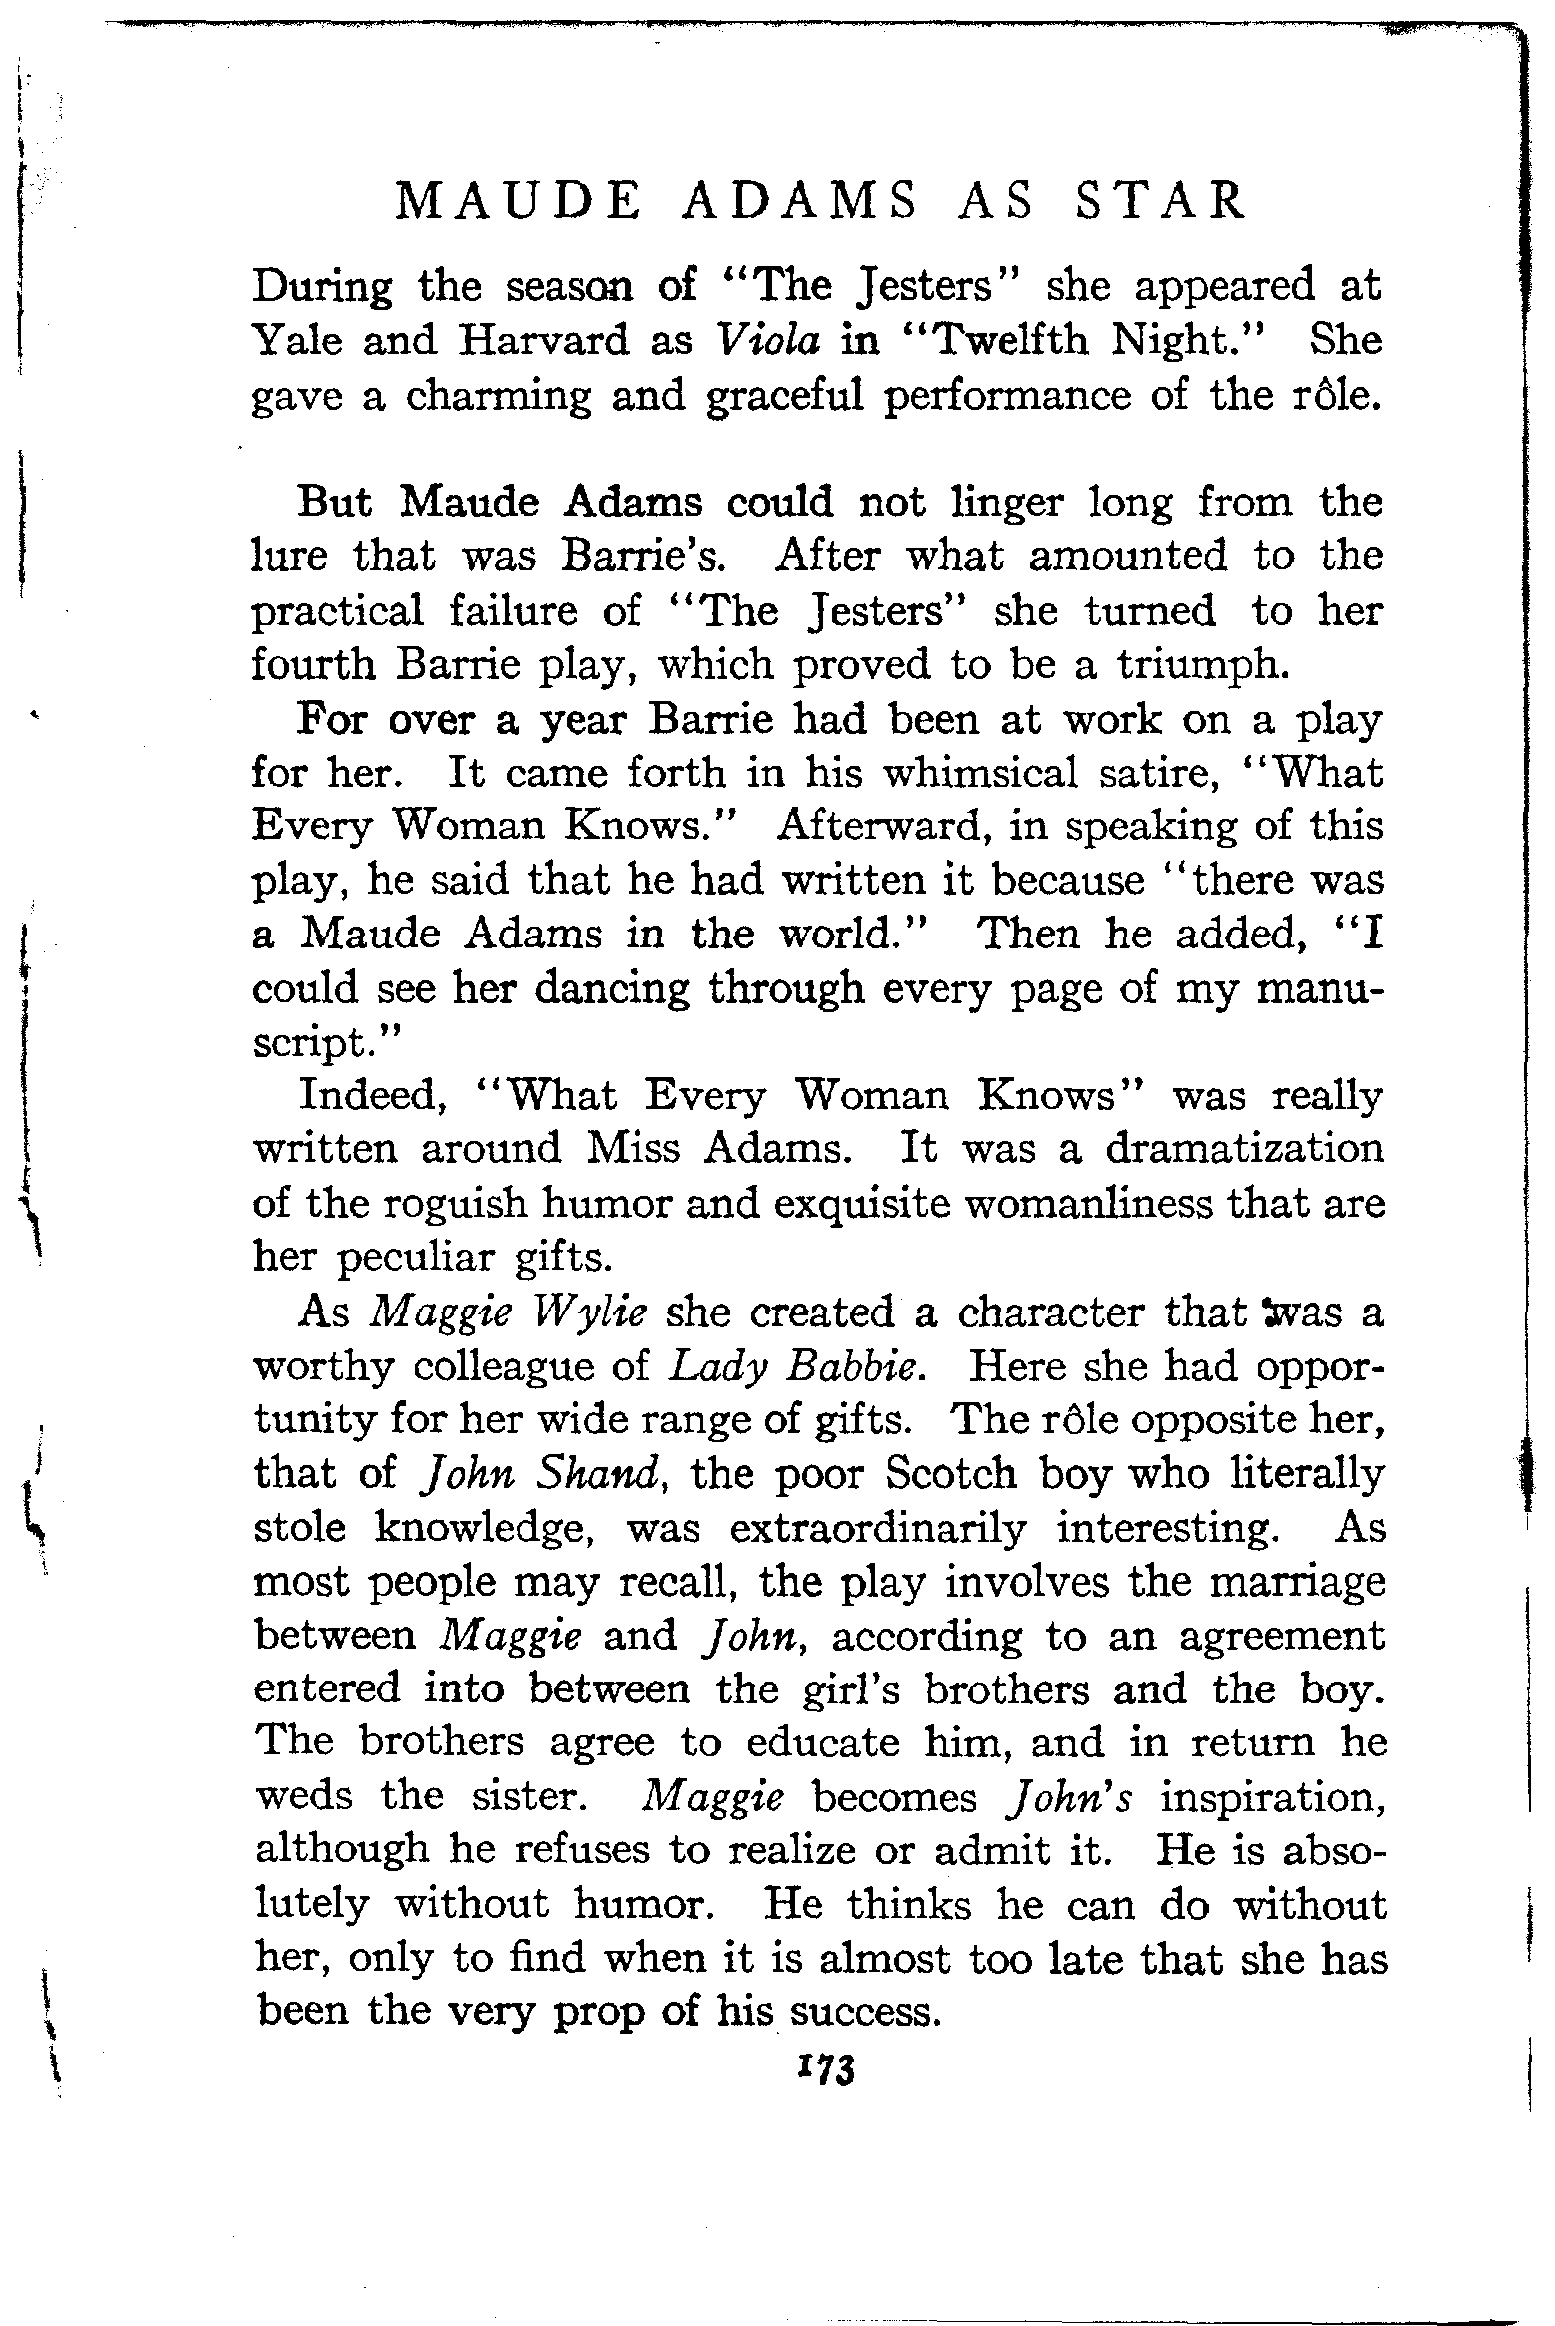 MAUDE ADAMS AS STAR
During the season of “The Jesters” she appeared at
Yale and Harvard as Viola in “Twelfth Night.” She
gave a charming and graceful performance of the rôle.
But Maude Adams could not linger long from the
lure that was Barrie's. After what amounted to the
practical failure of “The Jesters” she turned to her
fourth Barrie play, which proved to be a triumph.
For over a year Barrie had been at work on a play
for her. It came forth in his whimsical satire, “What
Every Woman Knows.” Afterward, in speaking of this
play, he said that he had written it because “there was
a Maude Adams in the world.” Then he added, “I
could see her dancing through every page of my manu-
script.”
Indeed, “What Every Woman Knows” was really
written around Miss Adams. It was a dramatization
of the roguish humor and exquisite womanliness that are
her peculiar gifts.
As Maggie Wylie she created a character that was a
worthy colleague of Lady Babbie. Here she had oppor-
tunity for her wide range of gifts. The rôle opposite her,
that of John Shand, the poor Scotch boy who literally
stole knowledge, was extraordinarily interesting. As
most people may recall, the play involves the marriage
between Maggie and John, according to an agreement
entered into between the girl's brothers and the boy.
The brothers agree to educate him, and in return he
weds the sister. Maggie becomes John's inspiration,
although he refuses to realize or admit it. He is abso-
lutely without humor. He thinks he can do without
her, only to find when it is almost too late that she has
been the very prop of his success.
173